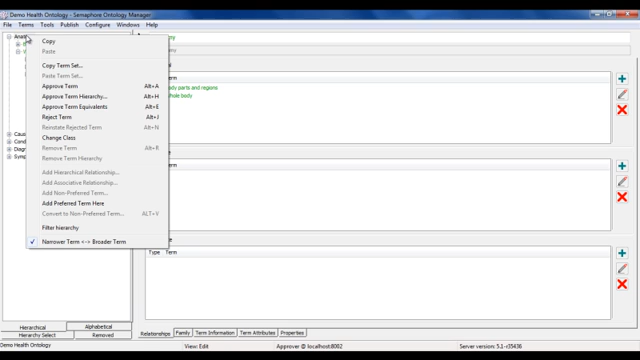 Demo Health Ontology - Semaphore Ontology Manager
File Terms Tools Publish Configure Windows Help
Copy
Paste
Copy Term Set...
Paste Term Set...
Approve Term Alt+A
Approve Term Hierarchy... Alt+H
Approve Term Equivalents Alt+E
Reject Term Alt+J
Reinstate Rejected Term Alt+N
Change Class
Remove Term Alt+R
Remove Term Hierarchy
Add Hierarchical Relationship...
Add Associative Relationship...
Add Non-Preferred Term...
Add Preferred Term Here
Convert to Non-Preferred Term... ALT+V
Filter hierarchy
Narrower Term <-> Broader Term
body parts and regions
whole body
Type Term
Hierarchical Alphabetical
Hierarchy Select Removed
Relationships Family Term Information Term Attributes Properties
Demo Health Ontology View: Edit Approver @ localhost:8002 Server version: 5.1-r35436